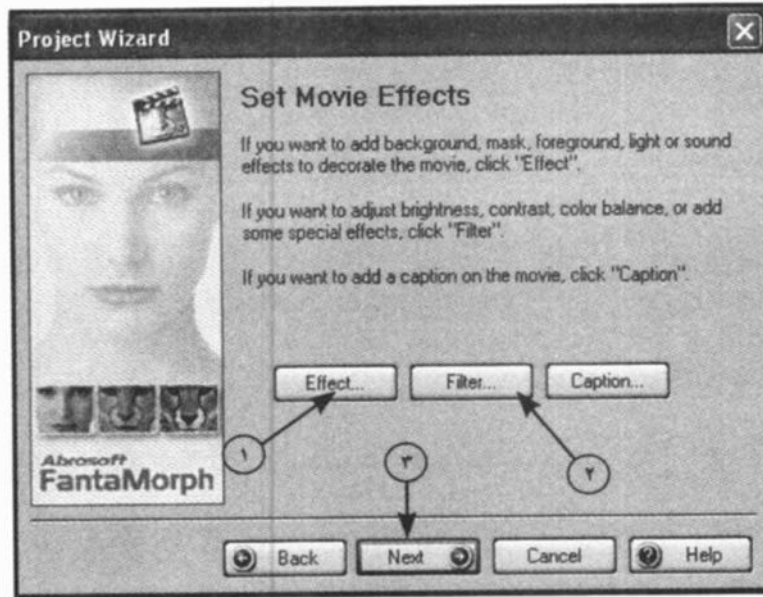 Project Wizard
Set Movie Effects
If you want to add background, mask, foreground, light or sound
effects to decorate the movie, click "Effect".
If you want to adjust brightness, contrast, color balance, or add
some special effects, click "Filter".
If you want to add a caption on the movie, click "Caption".
Effect...
Filter...
Caption...
۱
۳
۲
Abrosoft
FantaMorph
Back
Next
Cancel
Help